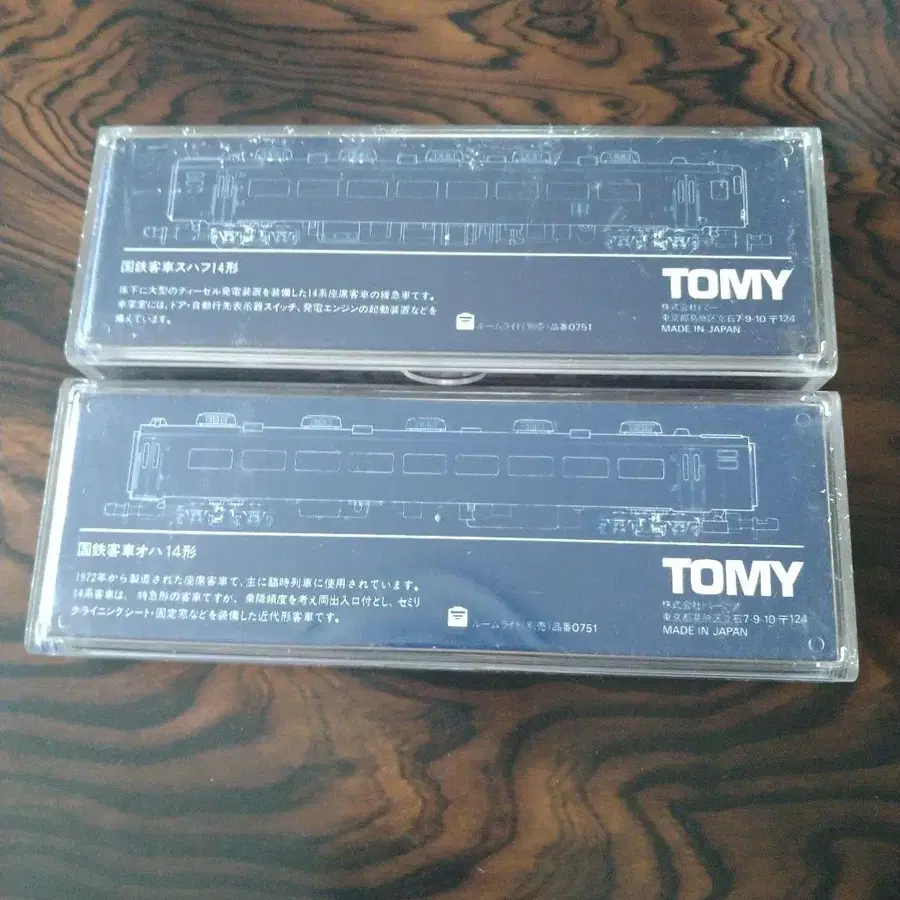 国鉄客車スハフ14形
床下に大型のディーゼル発電装置を装備した14系座席客車の緩急車です。
車掌室には、ドア・自動行先表示器スイッチ、発電エンジンの起動装置などを
備えています。
ルームライト(別売)品番0751
TOMY
株式会社トミー
東京都葛飾区立石7-9-10 〒124
MADE IN JAPAN
国鉄客車オハ14形
1972年から製造された座席客車で、主に臨時列車に使用されています。
14系客車は、特急形の客車ですが、乗降頻度を考え両出入口付とし、セミリ
クライニングシート・固定窓などを装備した近代形客車です。
ルームライト(別売)品番0751
TOMY
株式会社トミー
東京都葛飾区立石7-9-10 〒124
MADE IN JAPAN